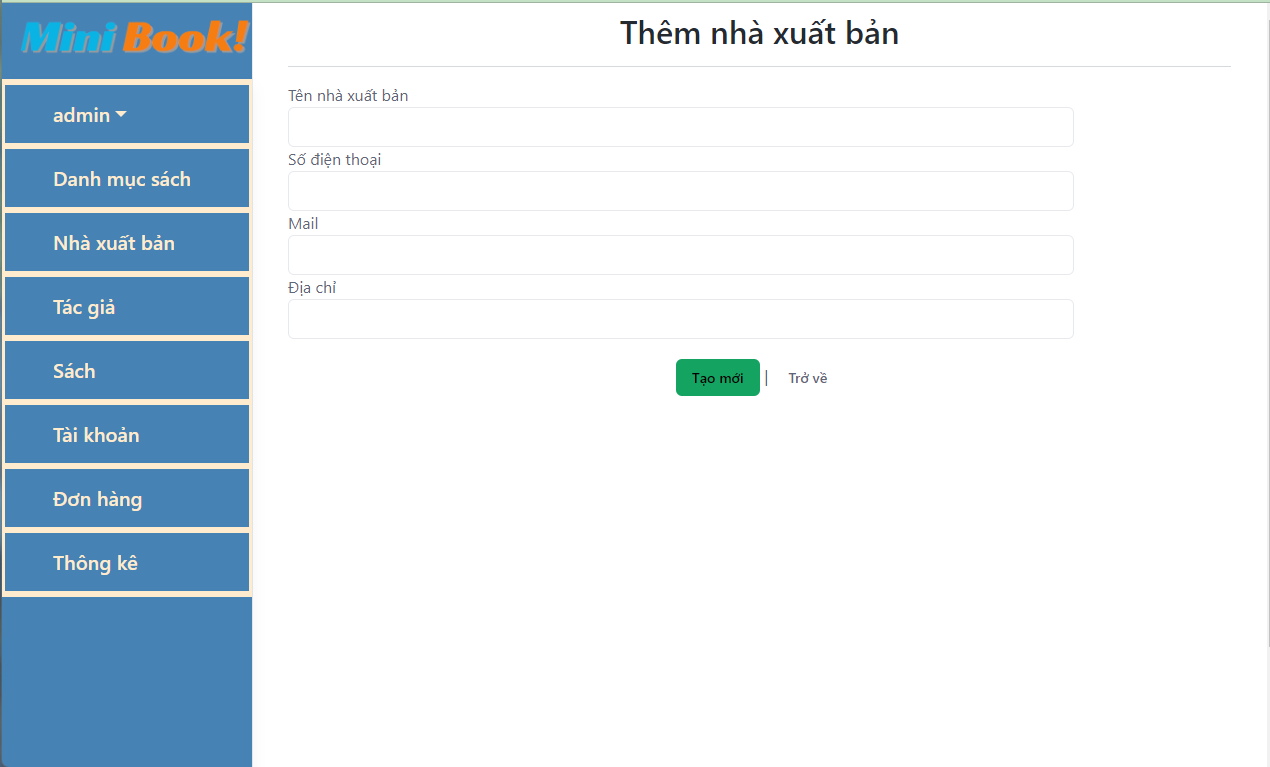 Mini Book!
admin
Danh mục sách
Nhà xuất bản
Tác giả
Sách
Tài khoản
Đơn hàng
Thông kê
Thêm nhà xuất bản
Tên nhà xuất bản
Số điện thoại
Mail
Địa chỉ
Tạo mới | Trở về